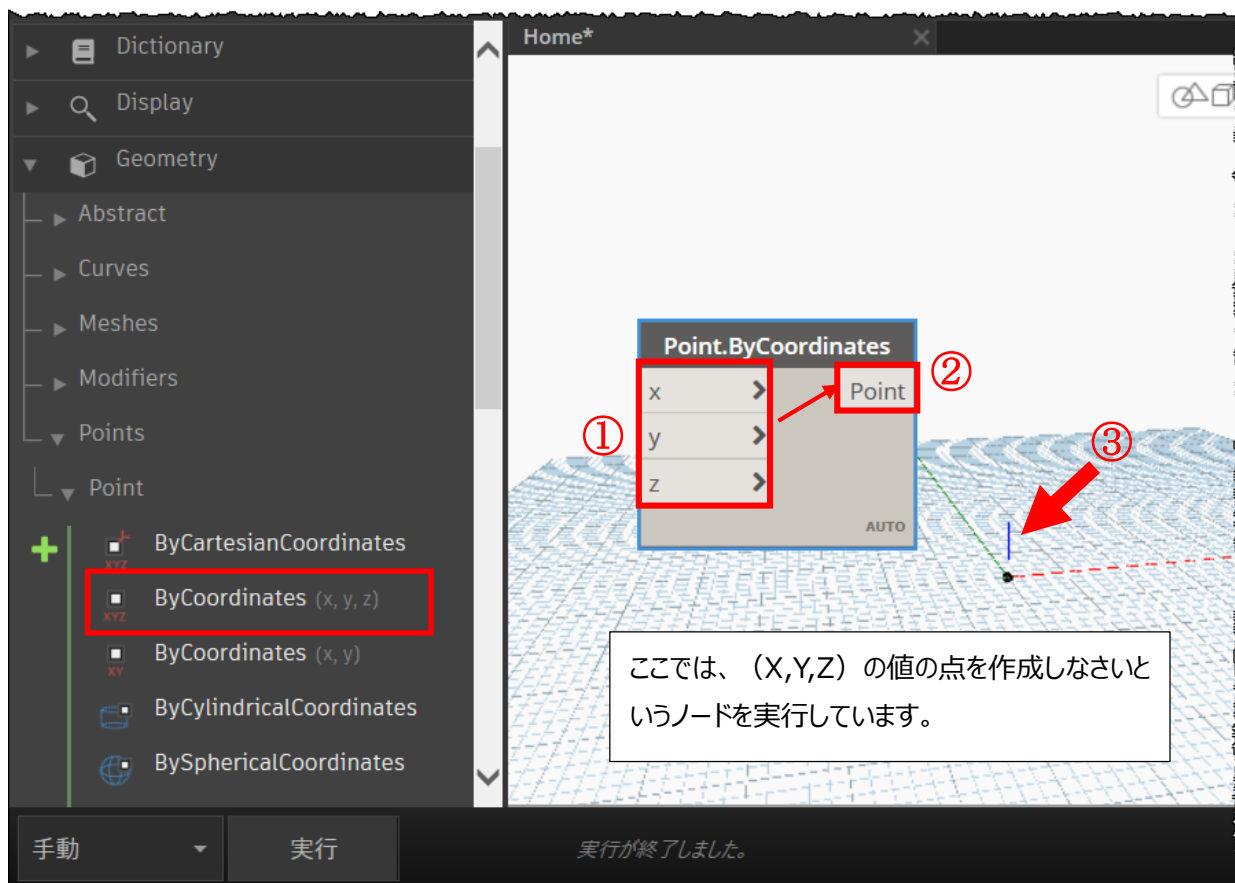 Dictionary
Display
Geometry
Abstract
Curves
Meshes
Modifiers
Points
Point
ByCartesianCoordinates
XYZ
ByCoordinates (x, y, z)
XYZ
ByCoordinates (x, y)
XY
ByCylindricalCoordinates
BySphericalCoordinates
手動
実行
Home*
Point.ByCoordinates
x
y
z
Point
AUTO
①
②
③
ここでは、（X,Y,Z）の値の点を作成しなさいと
いうノードを実行しています。
実行が終了しました。